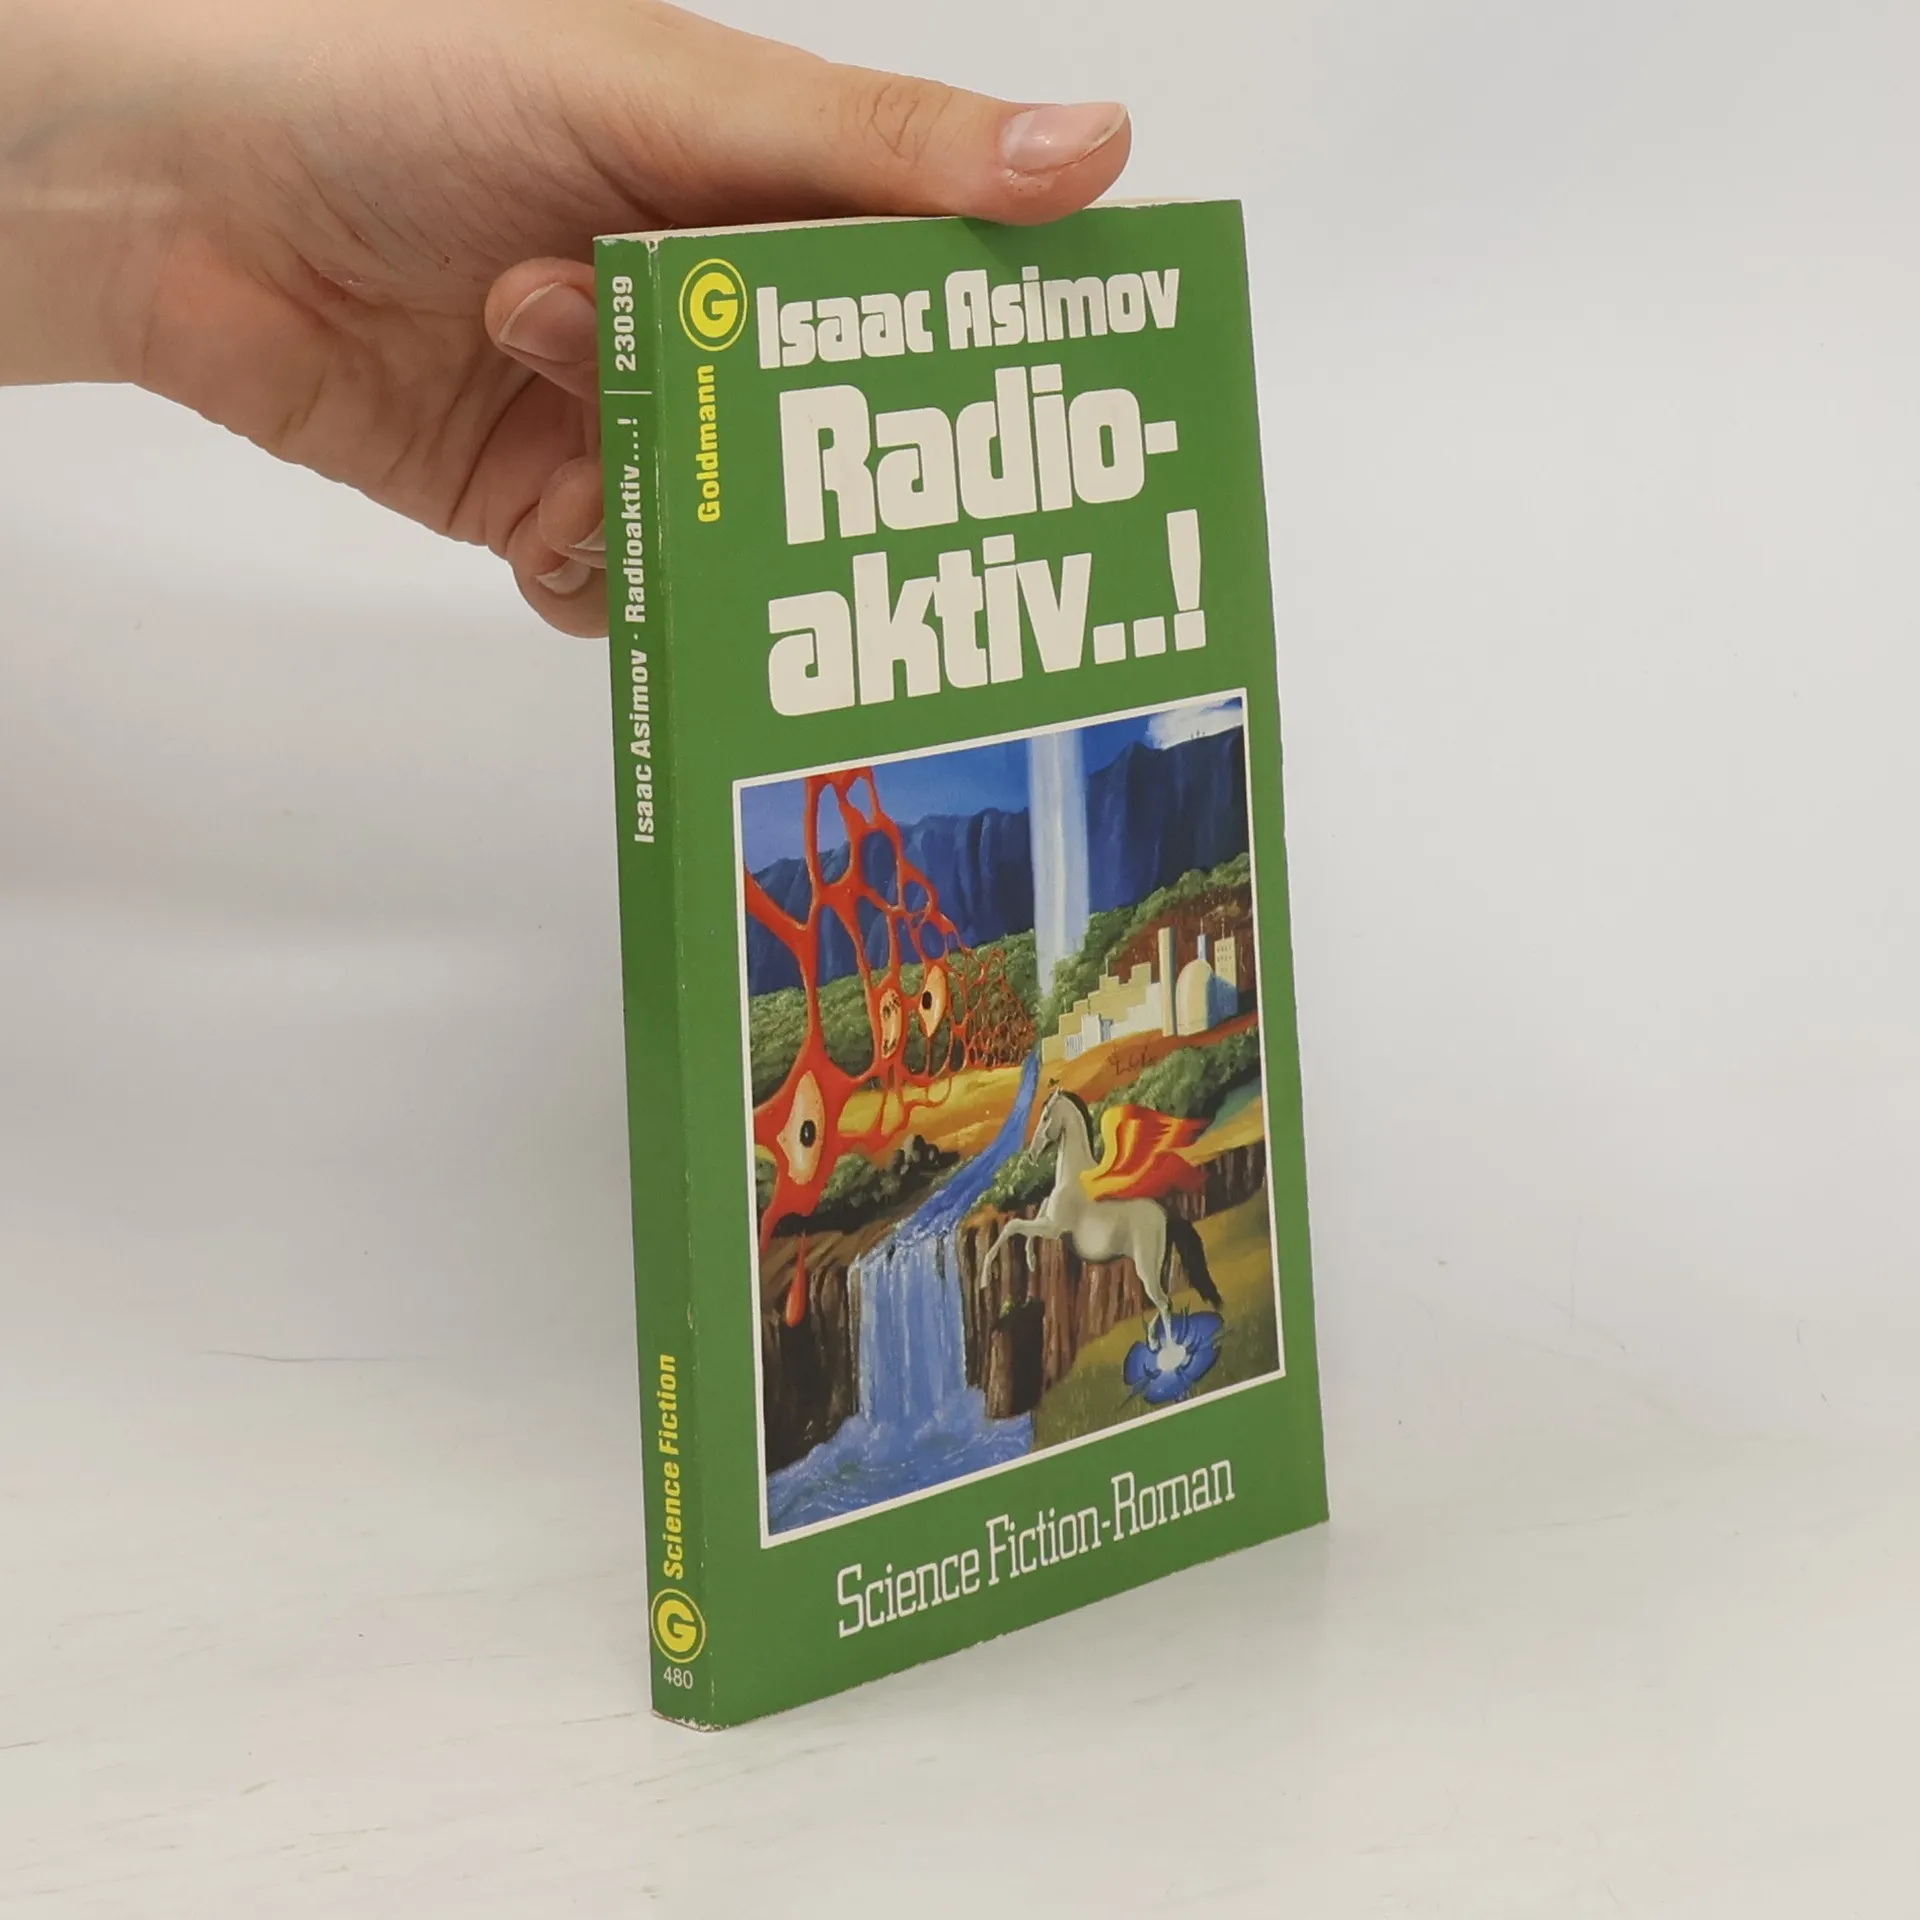 Isaac Asimov
Radio-
aktiv...!
G
Goldmann
Science Fiction-Roman
23039
Isaac Asimov · Radioaktiv...!
Science Fiction
G
480